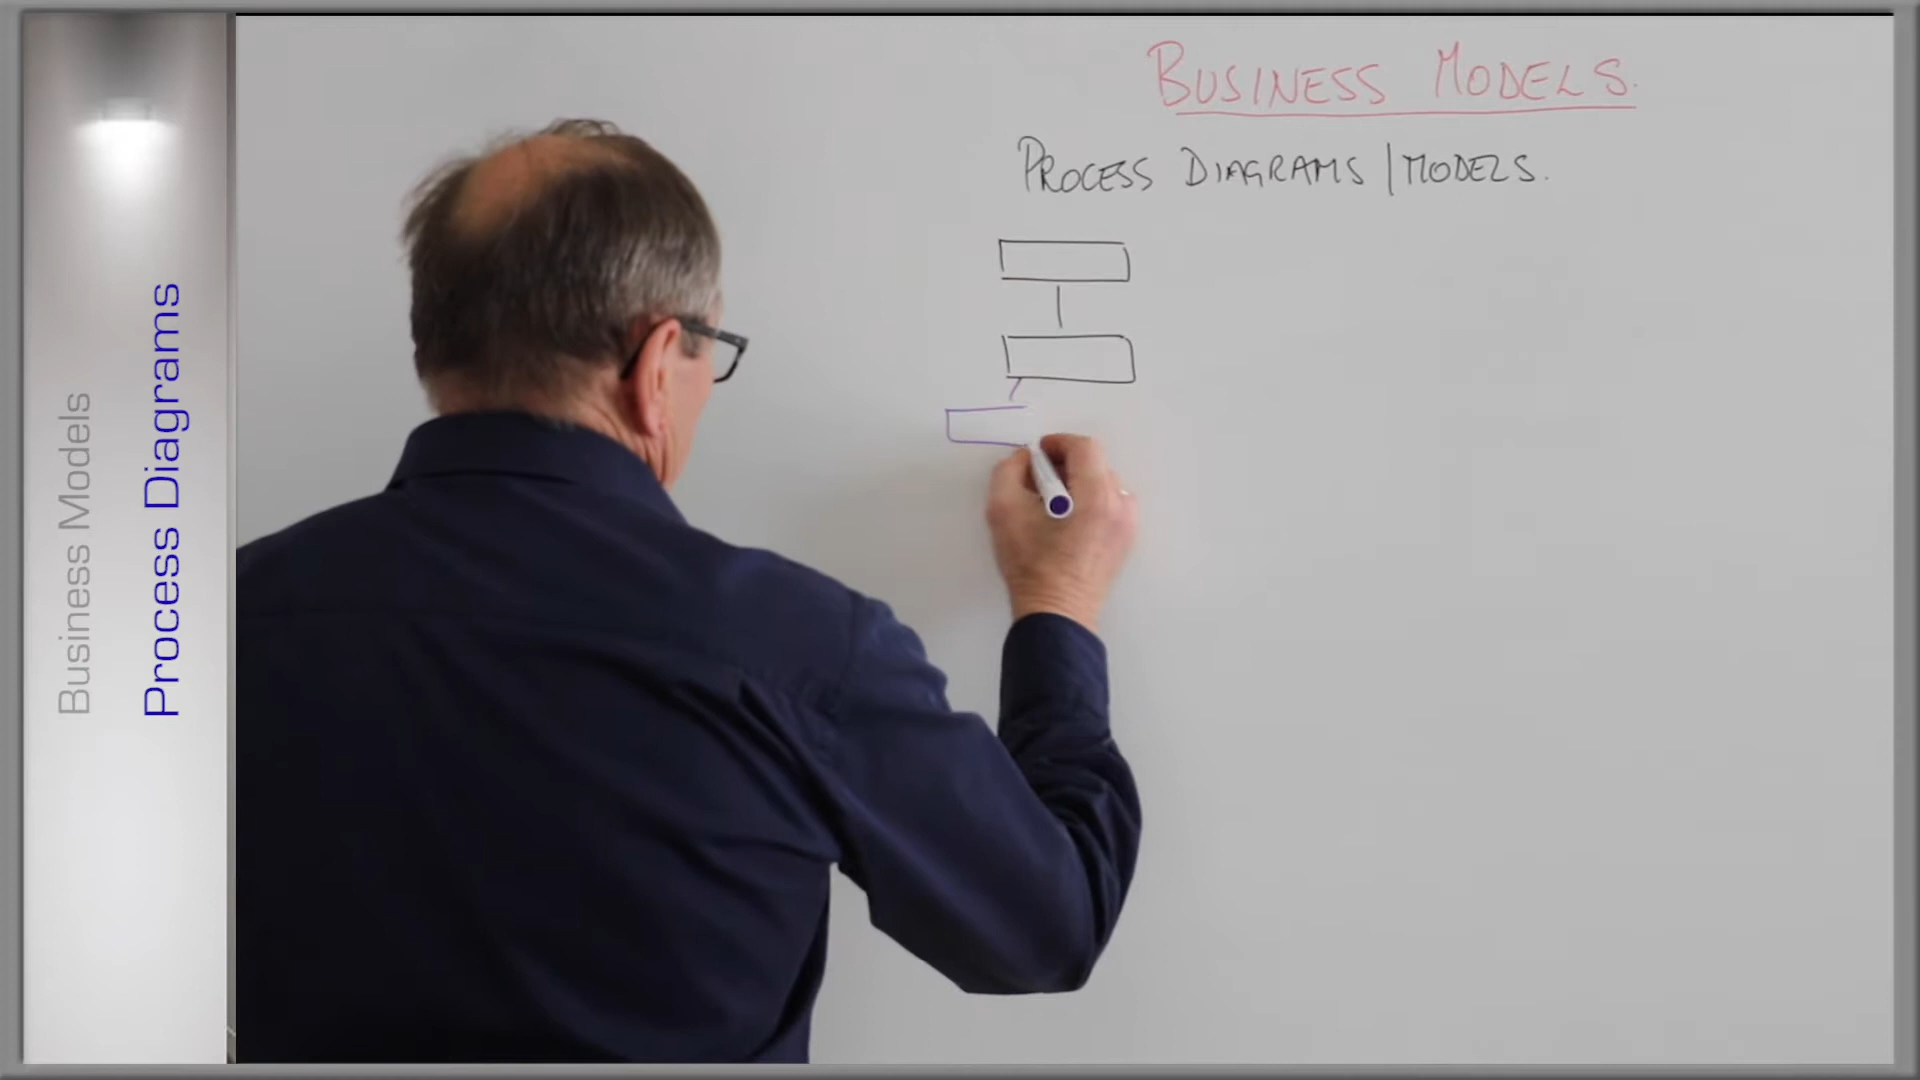 Business Models
Process Diagrams
BUSINESS MODELS.
PROCESS DIAGRAMS / MODELS.